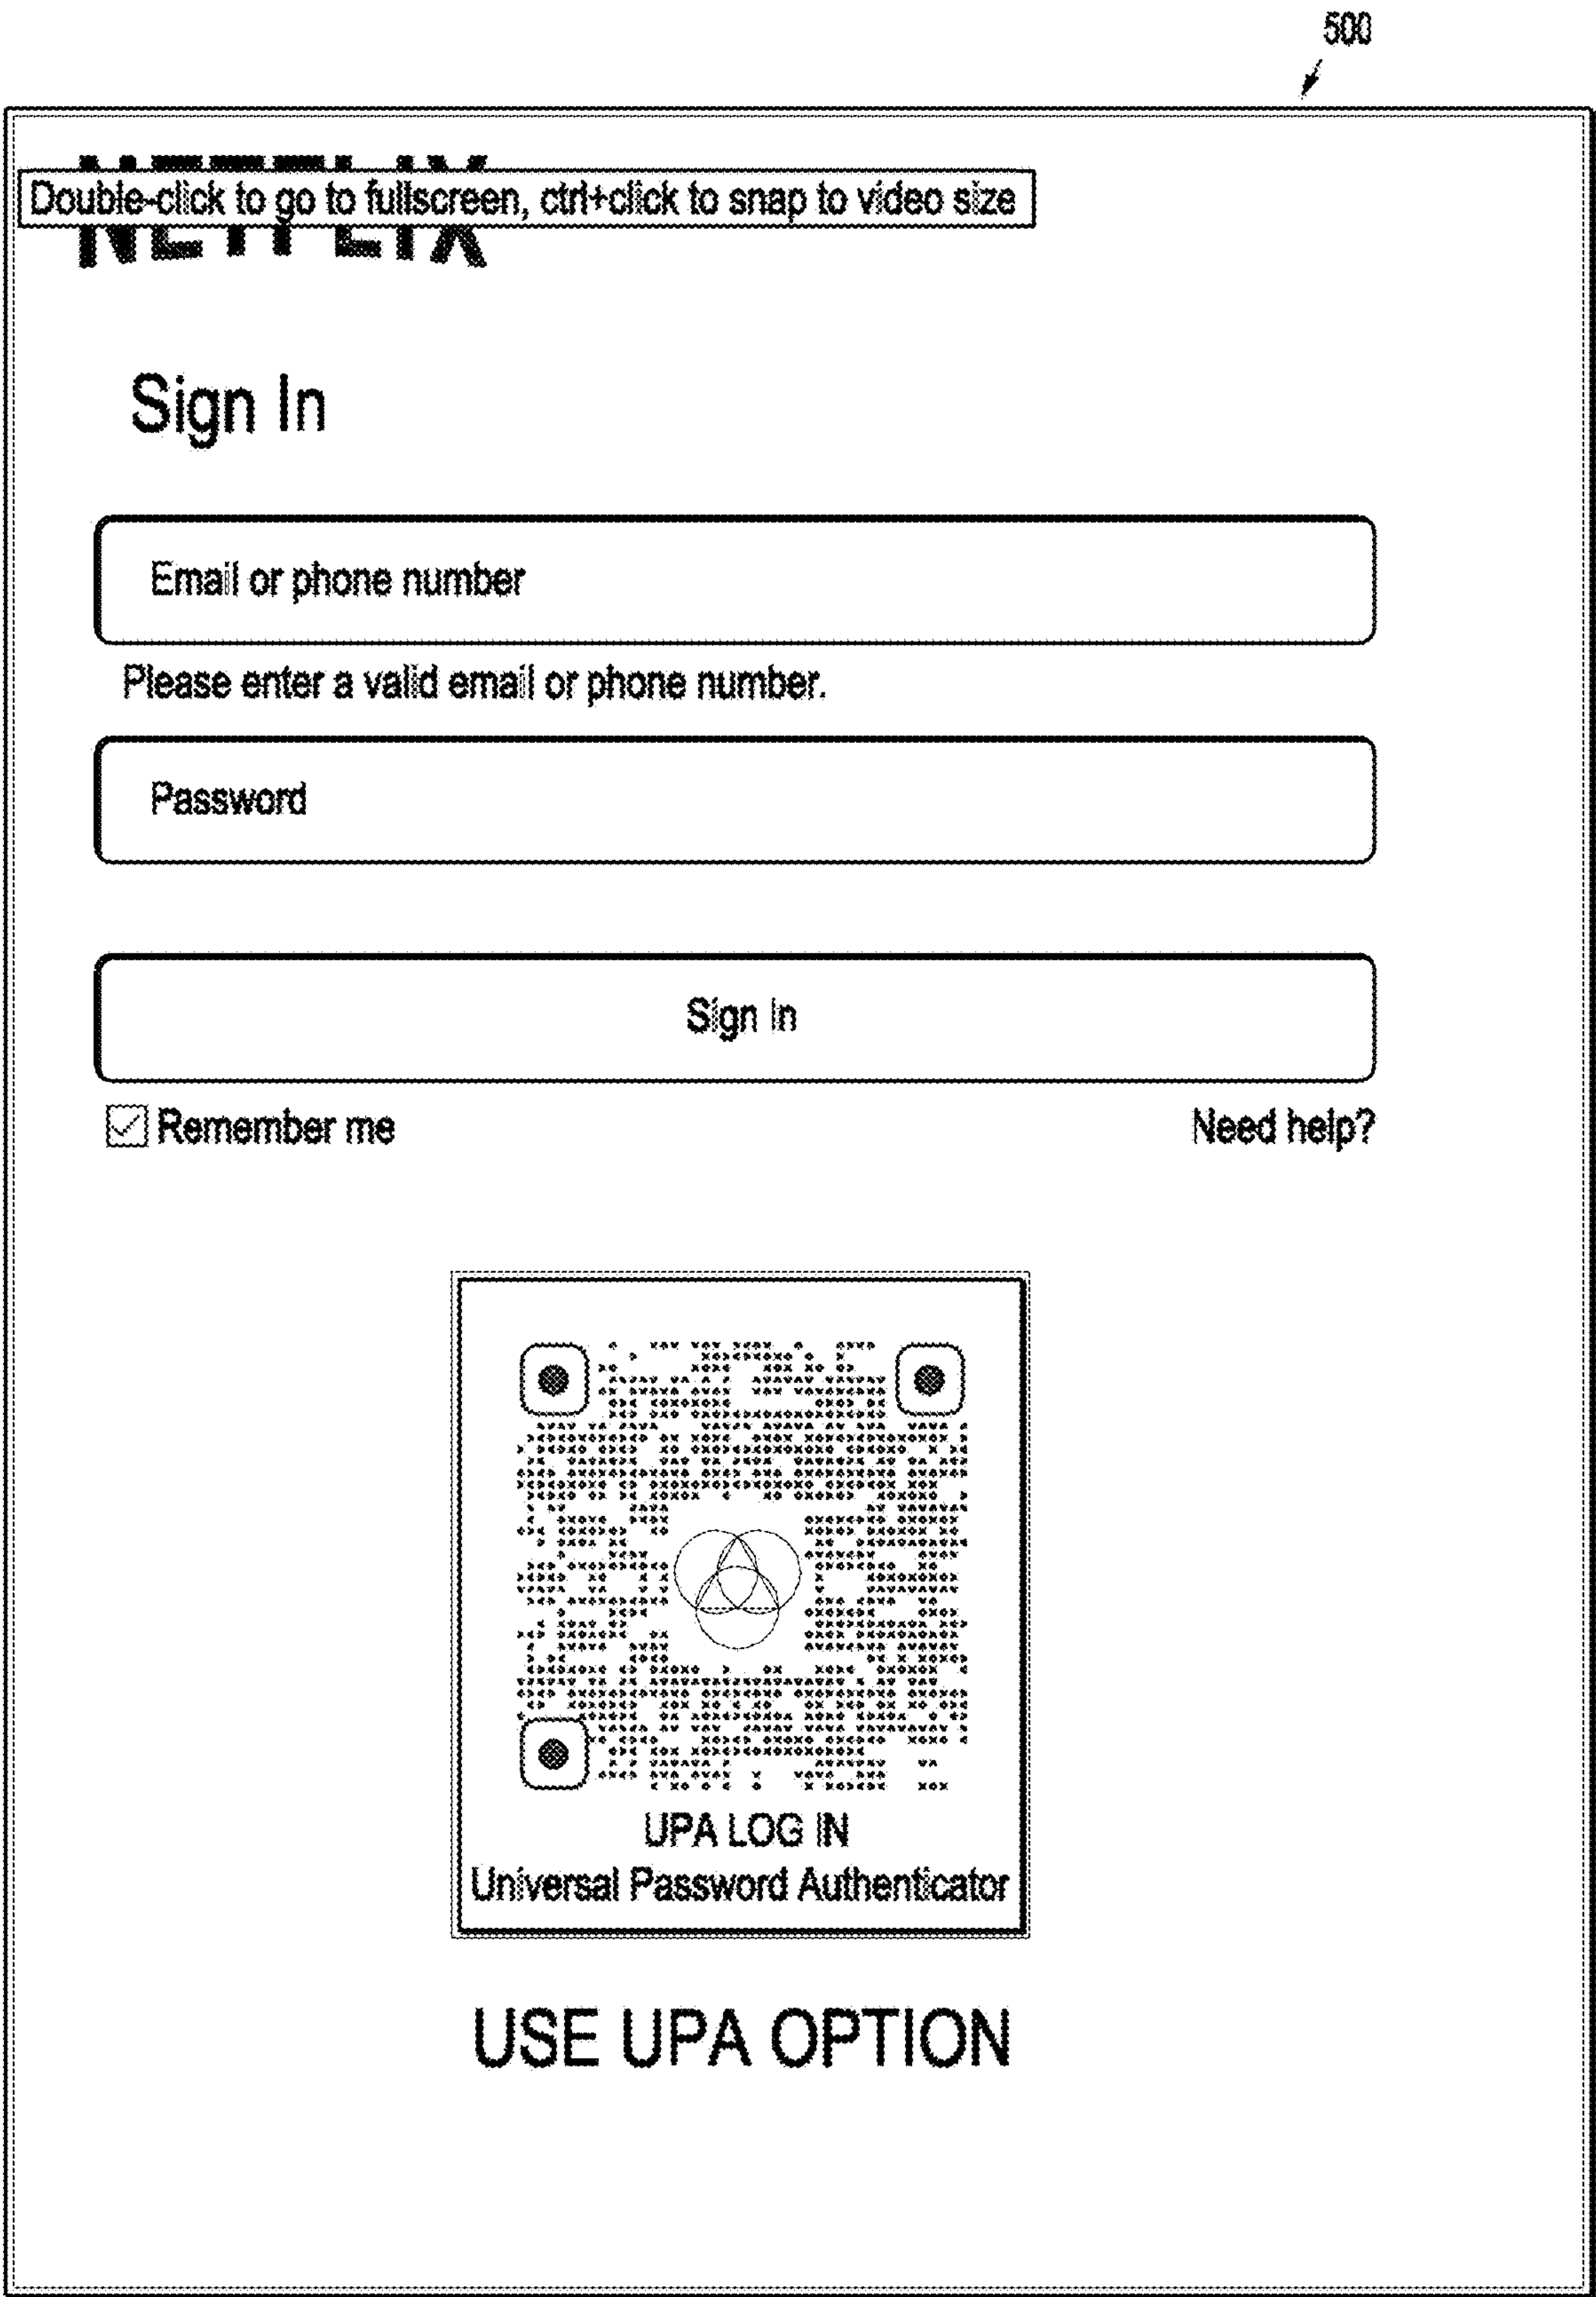 500
NETFLIX
Double-click to go to fullscreen, ctrl+click to snap to video size
Sign In
Email or phone number
Please enter a valid email or phone number.
Password
Sign In
Remember me
Need help?
UPA LOG IN
Universal Password Authenticator
USE UPA OPTION